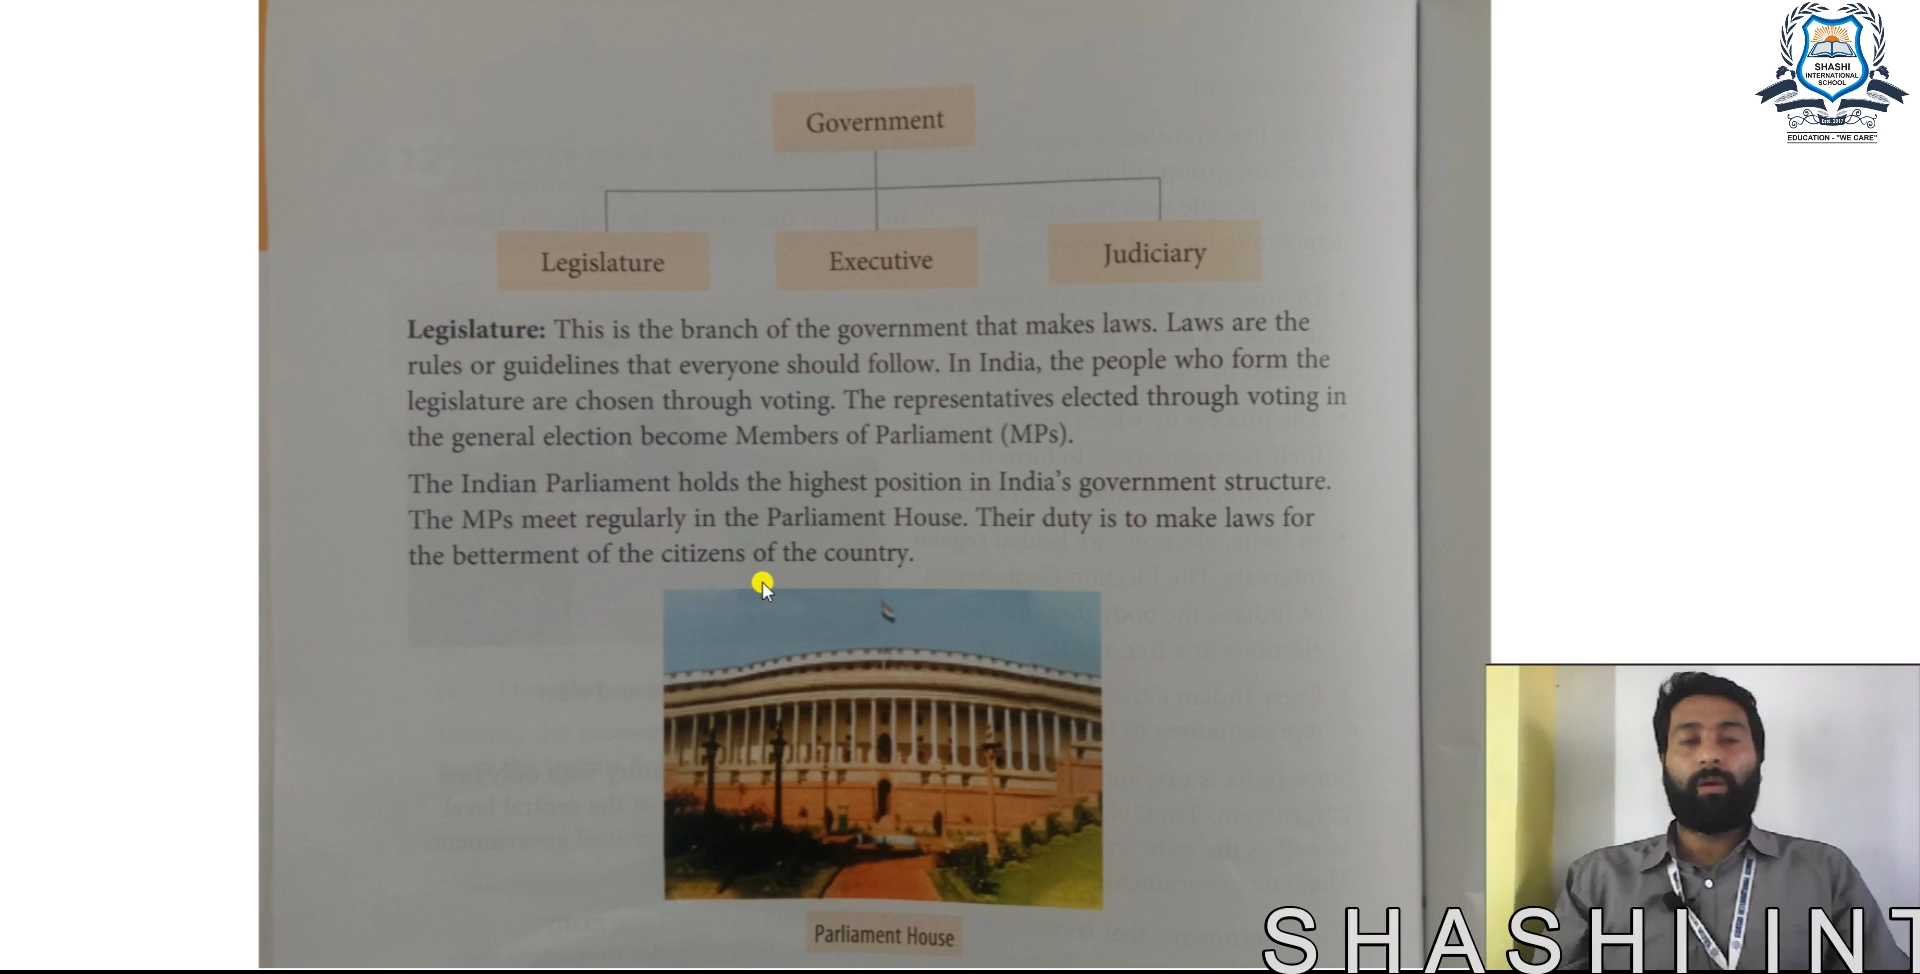 SHASHI
INTERNATIONAL
SCHOOL
Estd. 2017
EDUCATION - "WE CARE"
Government
Legislature Executive Judiciary
Legislature: This is the branch of the government that makes laws. Laws are the
rules or guidelines that everyone should follow. In India, the people who form the
legislature are chosen through voting. The representatives elected through voting in
the general election become Members of Parliament (MPs).
The Indian Parliament holds the highest position in India's government structure.
The MPs meet regularly in the Parliament House. Their duty is to make laws for
the betterment of the citizens of the country.
Parliament House
SHASHI INT